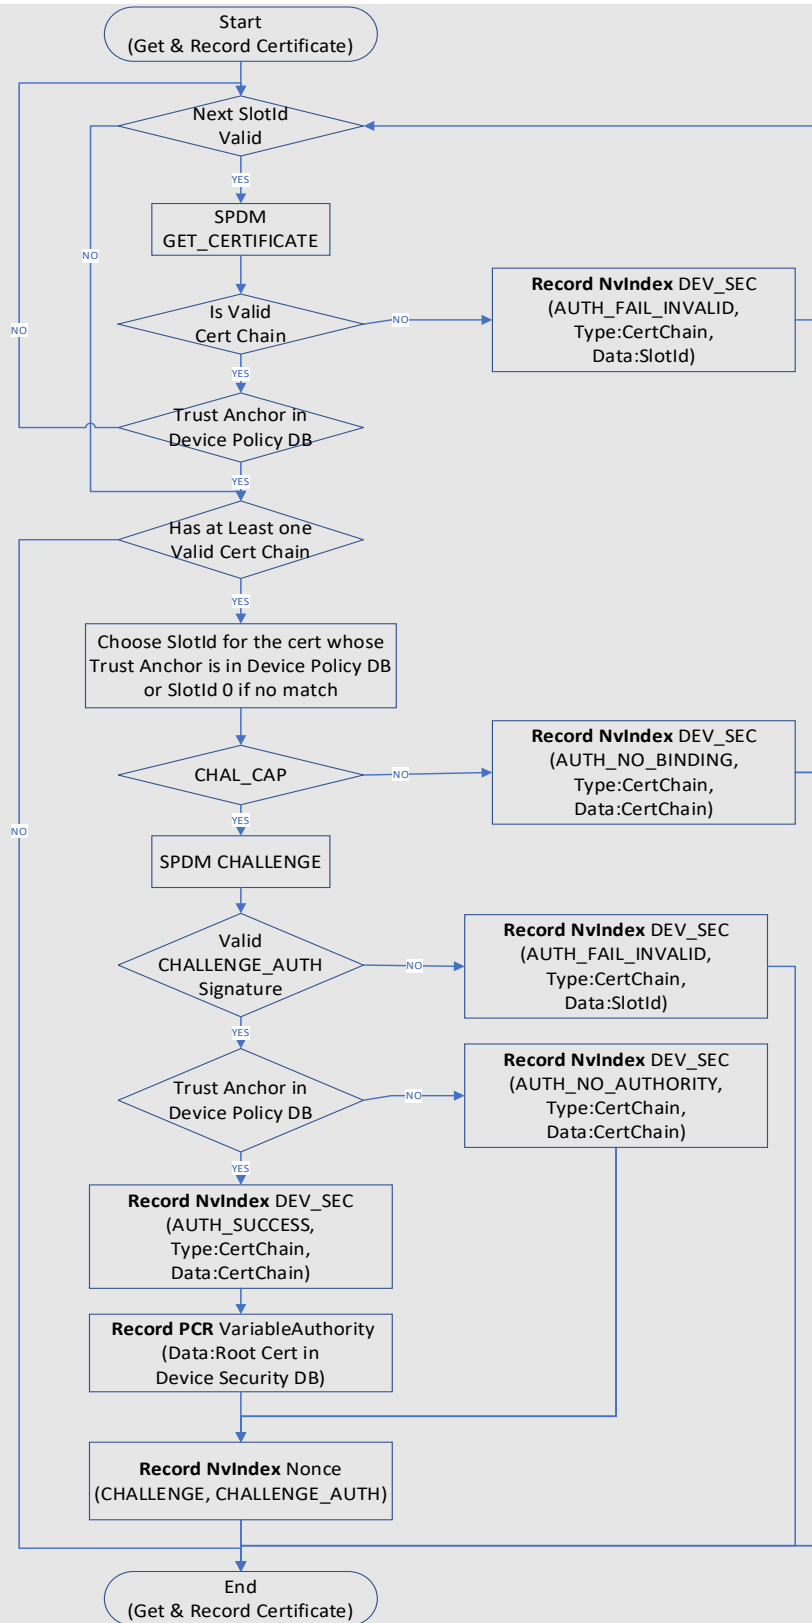 Start
(Get & Record Certificate)
Next SlotId
Valid
YES
SPDM
GET_CERTIFICATE
NO
Is Valid
Cert Chain
NO
Record NvIndex DEV_SEC
(AUTH_FAIL_INVALID,
Type:CertChain,
Data:SlotId)
NO
YES
Trust Anchor in
Device Policy DB
YES
Has at Least one
Valid Cert Chain
YES
Choose SlotId for the cert whose
Trust Anchor is in Device Policy DB
or SlotId 0 if no match
CHAL_CAP
NO
Record NvIndex DEV_SEC
(AUTH_NO_BINDING,
Type:CertChain,
Data:CertChain)
YES
NO
SPDM CHALLENGE
Valid
CHALLENGE_AUTH
Signature
NO
Record NvIndex DEV_SEC
(AUTH_FAIL_INVALID,
Type:CertChain,
Data:SlotId)
YES
Trust Anchor in
Device Policy DB
NO
Record NvIndex DEV_SEC
(AUTH_NO_AUTHORITY,
Type:CertChain,
Data:CertChain)
YES
Record NvIndex DEV_SEC
(AUTH_SUCCESS,
Type:CertChain,
Data:CertChain)
Record PCR VariableAuthority
(Data:Root Cert in
Device Security DB)
Record NvIndex Nonce
(CHALLENGE, CHALLENGE_AUTH)
End
(Get & Record Certificate)